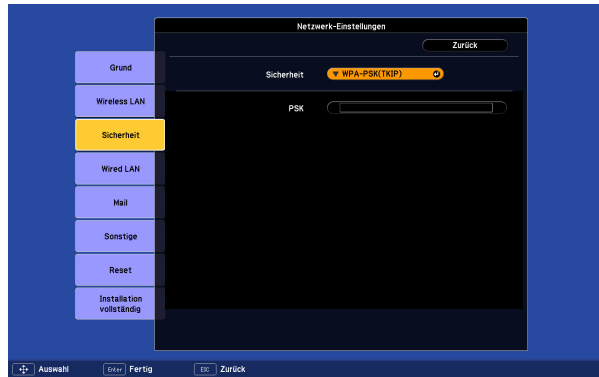 Netzwerk-Einstellungen
Zurück
Grund
Wireless LAN
Sicherheit
Wired LAN
Mail
Sonstige
Reset
Installation
vollständig
Sicherheit
WPA-PSK(TKIP)
PSK
Auswahl
Enter Fertig
ESC Zurück